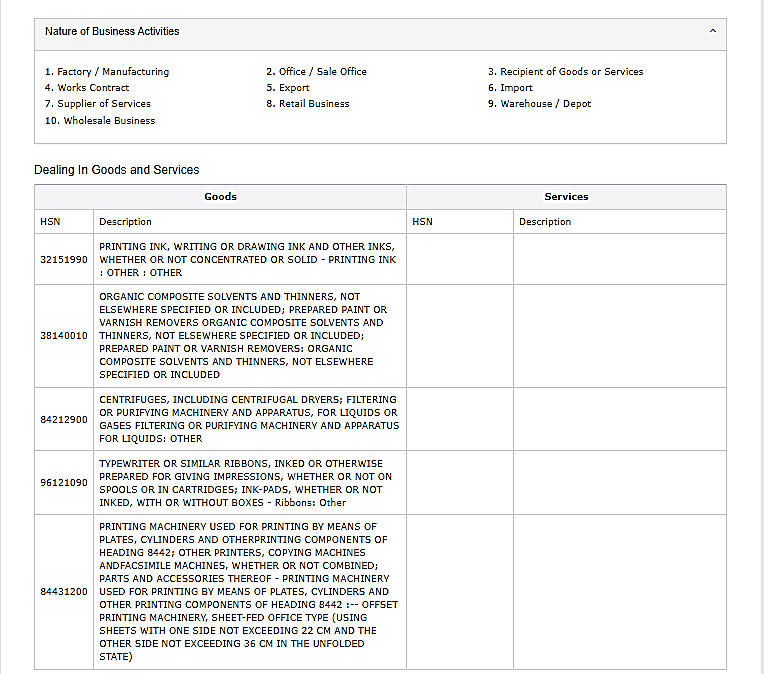 Nature of Business Activities
1. Factory / Manufacturing 2. Office / Sale Office 3. Recipient of Goods or Services
4. Works Contract 5. Export 6. Import
7. Supplier of Services 8. Retail Business 9. Warehouse / Depot
10. Wholesale Business
Dealing In Goods and Services
Goods Services
HSN Description HSN Description
32151990 PRINTING INK, WRITING OR DRAWING INK AND OTHER INKS,
WHETHER OR NOT CONCENTRATED OR SOLID - PRINTING INK
: OTHER : OTHER
38140010 ORGANIC COMPOSITE SOLVENTS AND THINNERS, NOT
ELSEWHERE SPECIFIED OR INCLUDED; PREPARED PAINT OR
VARNISH REMOVERS ORGANIC COMPOSITE SOLVENTS AND
THINNERS, NOT ELSEWHERE SPECIFIED OR INCLUDED;
PREPARED PAINT OR VARNISH REMOVERS: ORGANIC
COMPOSITE SOLVENTS AND THINNERS, NOT ELSEWHERE
SPECIFIED OR INCLUDED
84212900 CENTRIFUGES, INCLUDING CENTRIFUGAL DRYERS; FILTERING
OR PURIFYING MACHINERY AND APPARATUS, FOR LIQUIDS OR
GASES FILTERING OR PURIFYING MACHINERY AND APPARATUS
FOR LIQUIDS: OTHER
96121090 TYPEWRITER OR SIMILAR RIBBONS, INKED OR OTHERWISE
PREPARED FOR GIVING IMPRESSIONS, WHETHER OR NOT ON
SPOOLS OR IN CARTRIDGES; INK-PADS, WHETHER OR NOT
INKED, WITH OR WITHOUT BOXES - Ribbons: Other
84431200 PRINTING MACHINERY USED FOR PRINTING BY MEANS OF
PLATES, CYLINDERS AND OTHERPRINTING COMPONENTS OF
HEADING 8442; OTHER PRINTERS, COPYING MACHINES
ANDFACSIMILE MACHINES, WHETHER OR NOT COMBINED;
PARTS AND ACCESSORIES THEREOF - PRINTING MACHINERY
USED FOR PRINTING BY MEANS OF PLATES, CYLINDERS AND
OTHER PRINTING COMPONENTS OF HEADING 8442 :-- OFFSET
PRINTING MACHINERY, SHEET-FED OFFICE TYPE (USING
SHEETS WITH ONE SIDE NOT EXCEEDING 22 CM AND THE
OTHER SIDE NOT EXCEEDING 36 CM IN THE UNFOLDED
STATE)